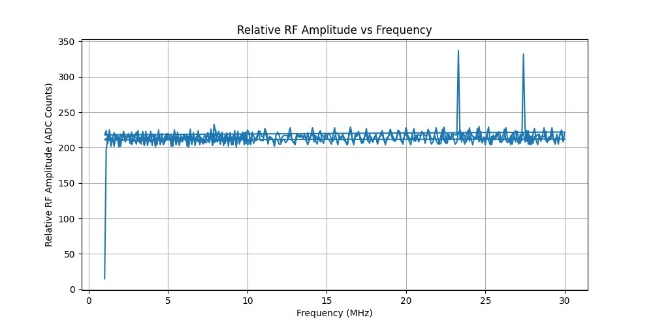 Relative RF Amplitude vs Frequency
350
300
250
200
150
100
50
0
Relative RF Amplitude (ADC Counts)
0 5 10 15 20 25 30
Frequency (MHz)